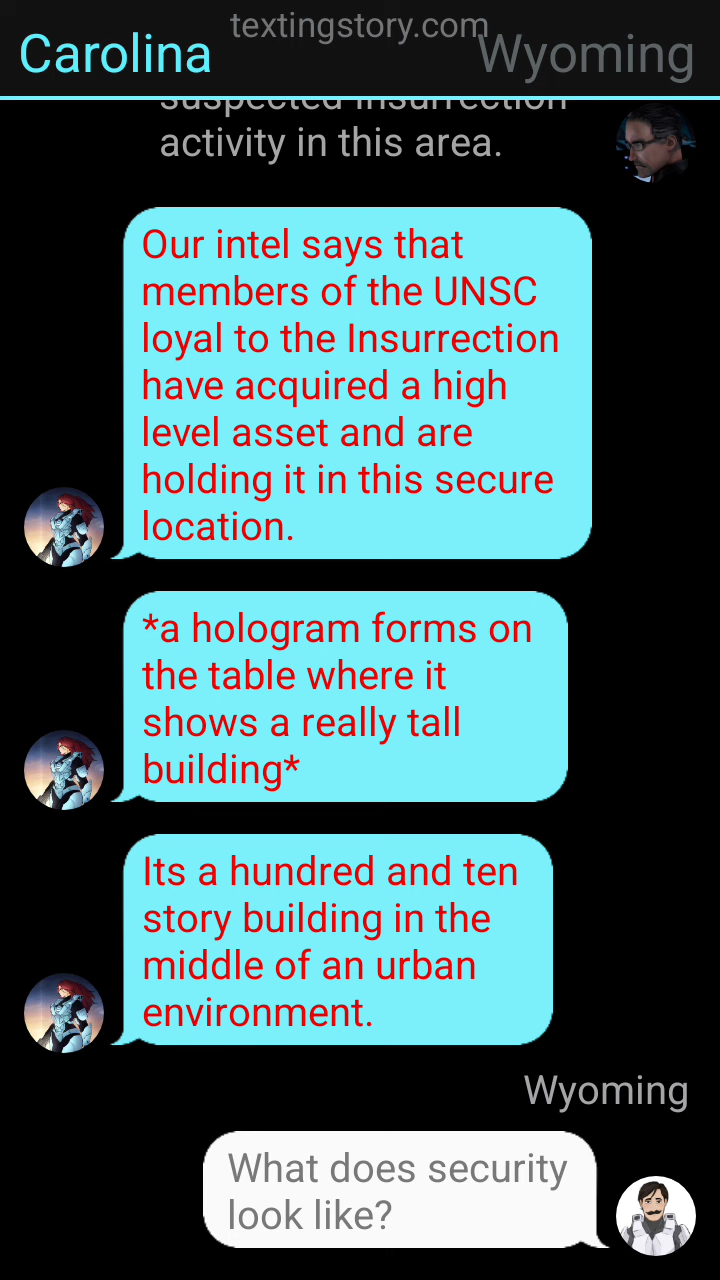 textingstory.com
Carolina
Wyoming
suspected insurrection
activity in this area.
Our intel says that
members of the UNSC
loyal to the Insurrection
have acquired a high
level asset and are
holding it in this secure
location.
*a hologram forms on
the table where it
shows a really tall
building*
Its a hundred and ten
story building in the
middle of an urban
environment.
Wyoming
What does security
look like?